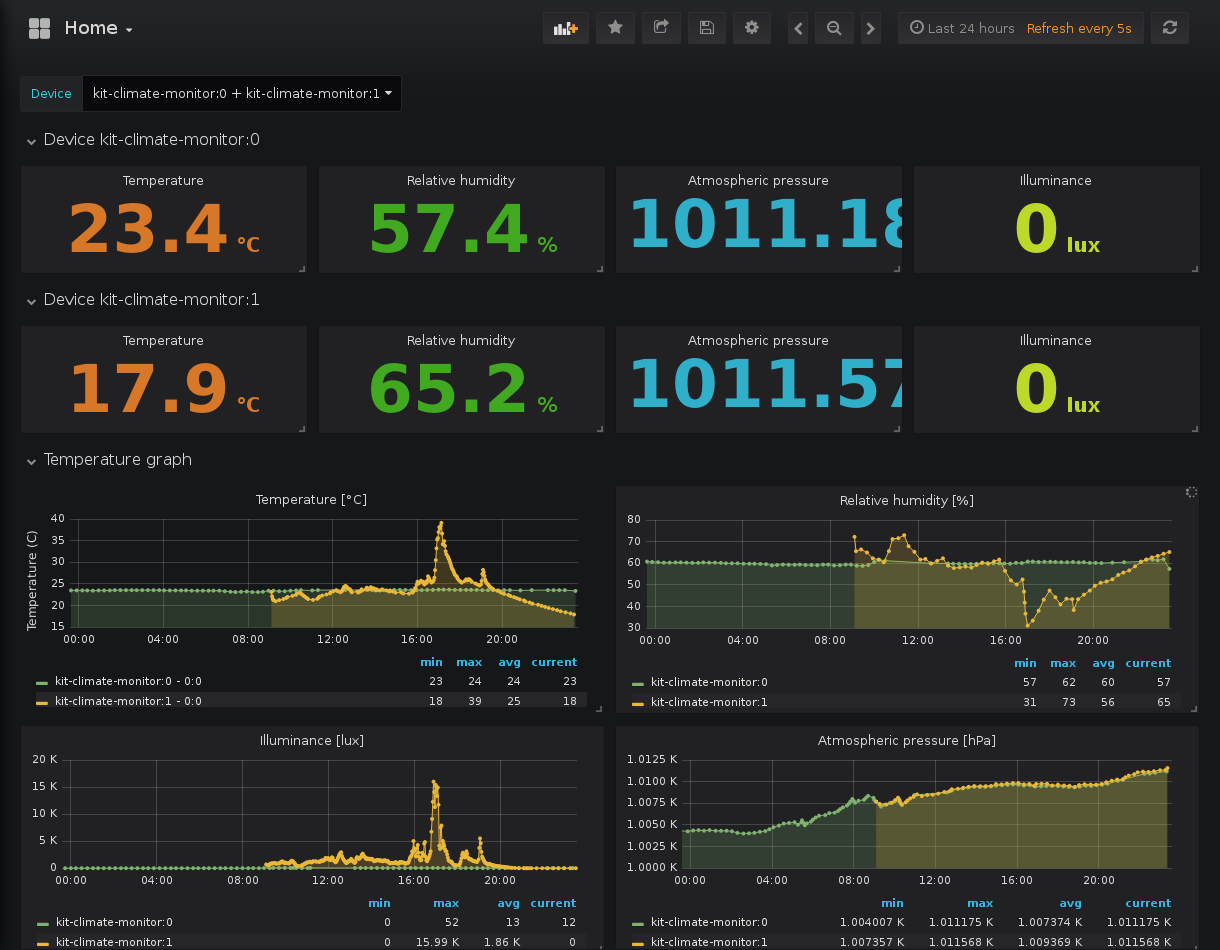 Home
Last 24 hours Refresh every 5s
Device kit-climate-monitor:0 + kit-climate-monitor:1
Device kit-climate-monitor:0
Temperature Relative humidity Atmospheric pressure Illuminance
23.4 °C 57.4 % 1011.18 0 lux
Device kit-climate-monitor:1
Temperature Relative humidity Atmospheric pressure Illuminance
17.9 °C 65.2 % 1011.57 0 lux
Temperature graph
Temperature [°C]
Temperature (C)
40
35
30
25
20
15
00:00 04:00 08:00 12:00 16:00 20:00
min max avg current
kit-climate-monitor:0 - 0:0 23 24 24 23
kit-climate-monitor:1 - 0:0 18 39 25 18
Relative humidity [%]
80
70
60
50
40
30
00:00 04:00 08:00 12:00 16:00 20:00
min max avg current
kit-climate-monitor:0 57 62 60 57
kit-climate-monitor:1 31 73 56 65
Illuminance [lux]
20 K
15 K
10 K
5 K
0
00:00 04:00 08:00 12:00 16:00 20:00
min max avg current
kit-climate-monitor:0 0 52 13 12
kit-climate-monitor:1 0 15.99 K 1.86 K 0
Atmospheric pressure [hPa]
1.0125 K
1.0100 K
1.0075 K
1.0050 K
1.0025 K
1.0000 K
00:00 04:00 08:00 12:00 16:00 20:00
min max avg current
kit-climate-monitor:0 1.004007 K 1.011175 K 1.007374 K 1.011175 K
kit-climate-monitor:1 1.007357 K 1.011568 K 1.009369 K 1.011568 K